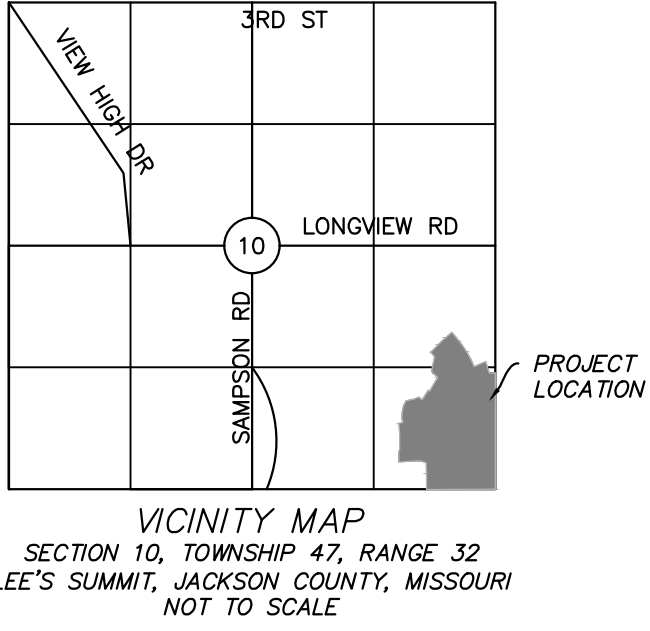 3RD ST
VIEW HIGH DR
LONGVIEW RD
10
SAMPSON RD
PROJECT
LOCATION
VICINITY MAP
SECTION 10, TOWNSHIP 47, RANGE 32
LEE'S SUMMIT, JACKSON COUNTY, MISSOURI
NOT TO SCALE